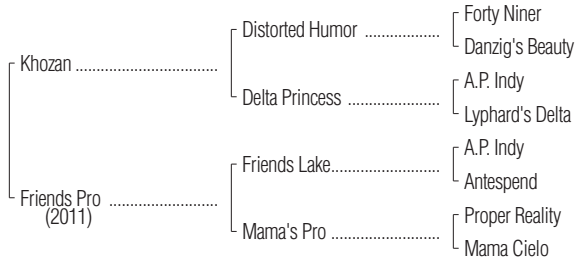 Forty Niner
Distorted Humor ..................
Danzig's Beauty
Khozan ...................................
A.P. Indy
Delta Princess ......................
Lyphard's Delta
A.P. Indy
Friends Lake..........................
Antespend
Friends Pro ..........................
(2011)
Proper Reality
Mama's Pro ..........................
Mama Cielo